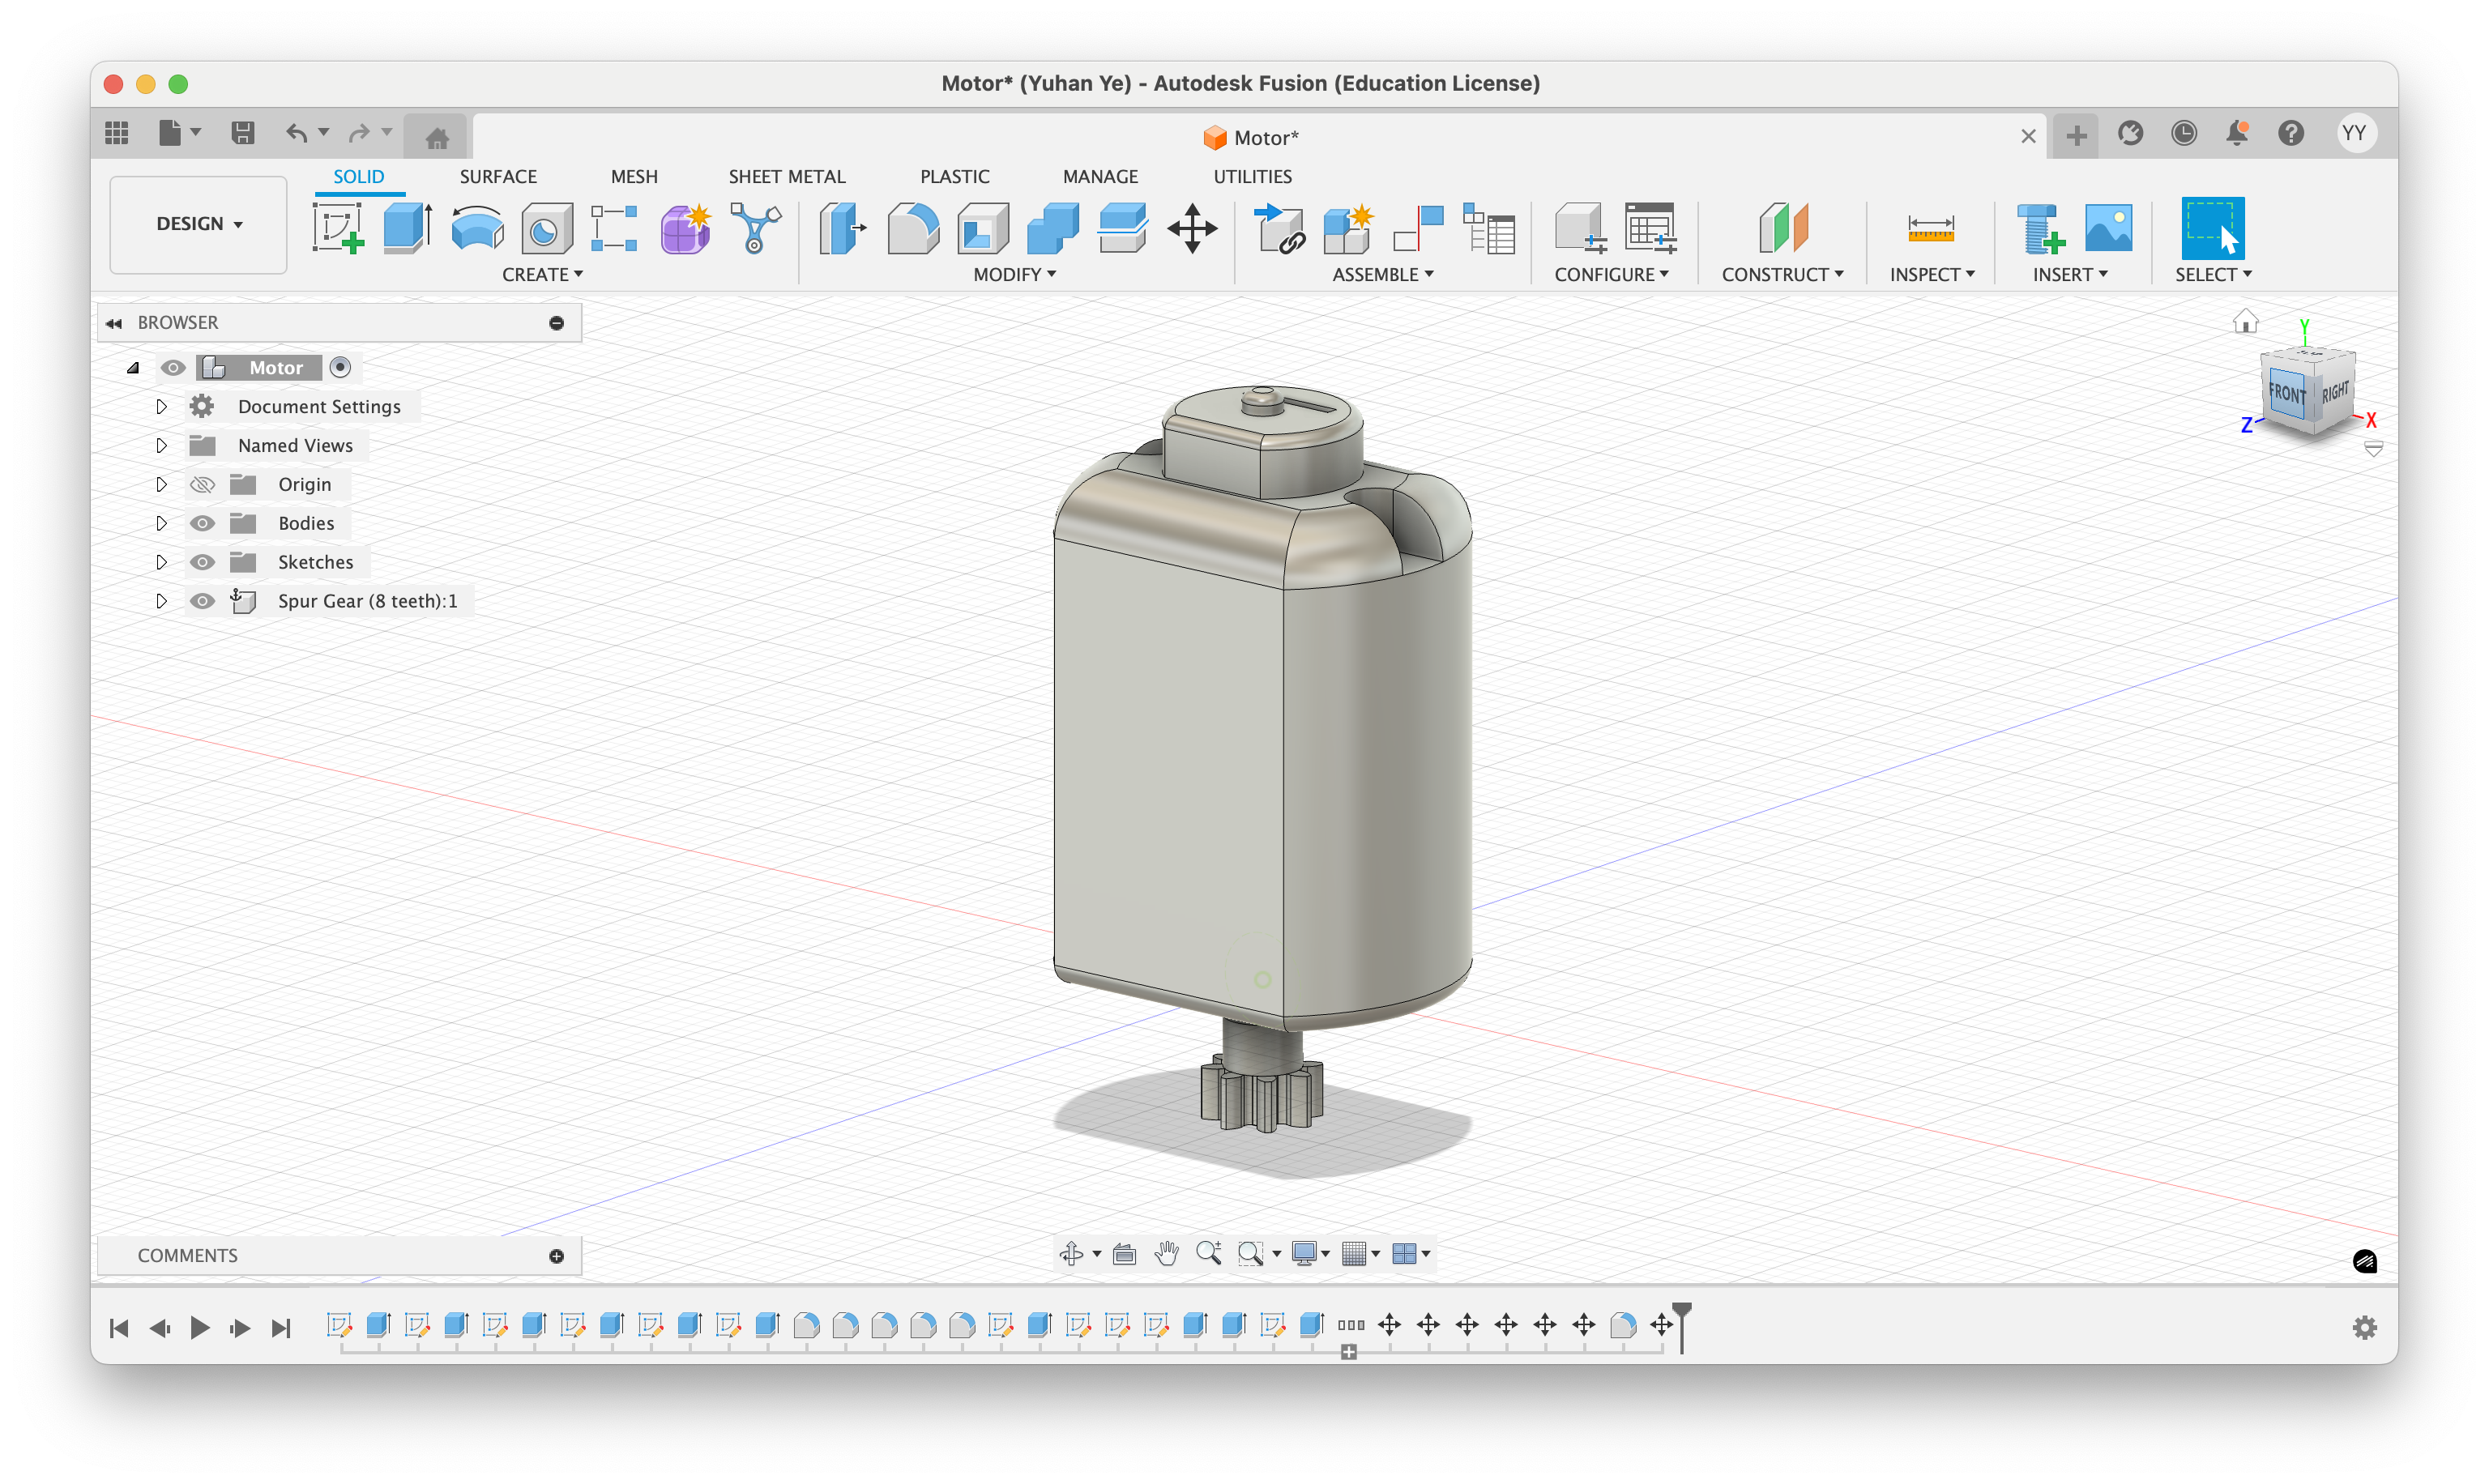 Motor* (Yuhan Ye) - Autodesk Fusion (Education License)
Motor*
YY
DESIGN
SOLID SURFACE MESH SHEET METAL PLASTIC MANAGE UTILITIES
CREATE MODIFY ASSEMBLE CONFIGURE CONSTRUCT INSPECT INSERT SELECT
BROWSER
Motor
Document Settings
Named Views
Origin
Bodies
Sketches
Spur Gear (8 teeth):1
Y
FRONT RIGHT
Z X
COMMENTS